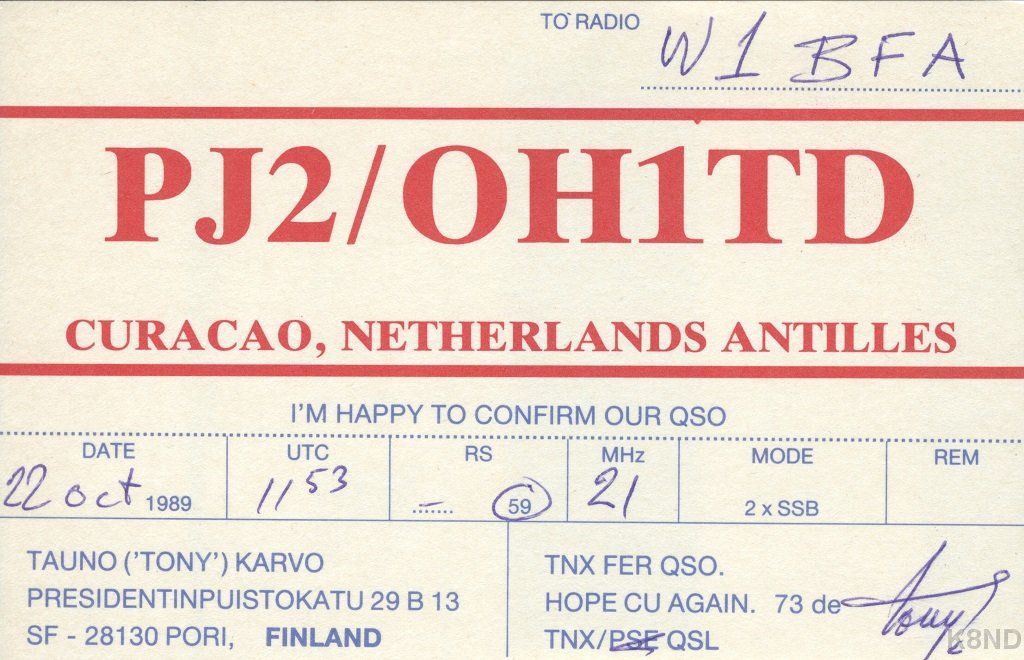 TO RADIO W1BFA
PJ2/OH1TD
CURACAO, NETHERLANDS ANTILLES
I'M HAPPY TO CONFIRM OUR QSO
DATE UTC RS MHz MODE REM
22 oct 1989 1153 - 59 21 2 x SSB
TAUNO ('TONY') KARVO
PRESIDENTINPUISTOKATU 29 B 13
SF - 28130 PORI, FINLAND
TNX FER QSO.
HOPE CU AGAIN. 73 de Tony
TNX/PSE QSL
K8ND